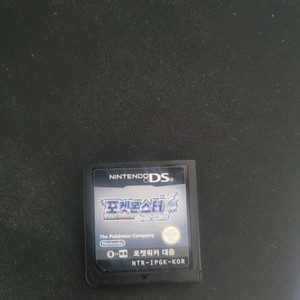 NINTENDO DS
포켓몬스터
The Pokémon Company
Nintendo
포켓워커 대응
NTR-IPGK-KOR